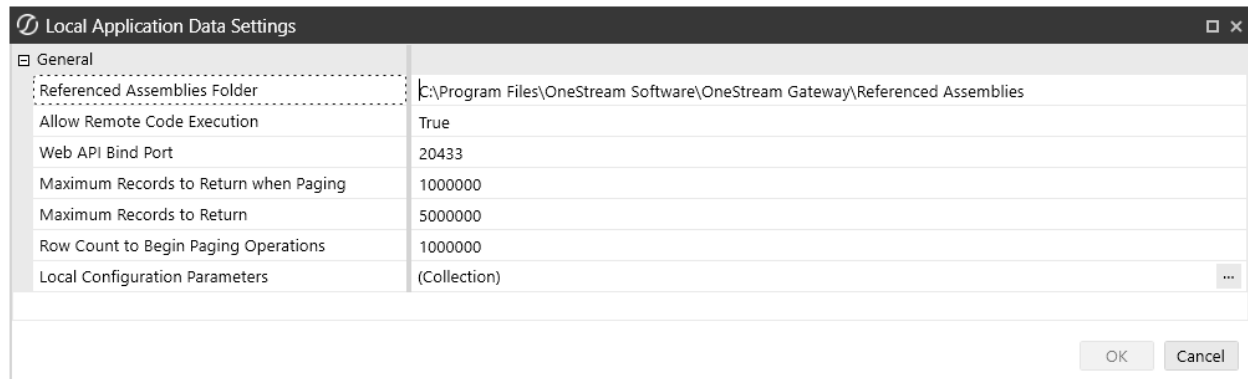 Local Application Data Settings
General
Referenced Assemblies Folder C:\Program Files\OneStream Software\OneStream Gateway\Referenced Assemblies
Allow Remote Code Execution True
Web API Bind Port 20433
Maximum Records to Return when Paging 1000000
Maximum Records to Return 5000000
Row Count to Begin Paging Operations 1000000
Local Configuration Parameters (Collection) ...
OK Cancel